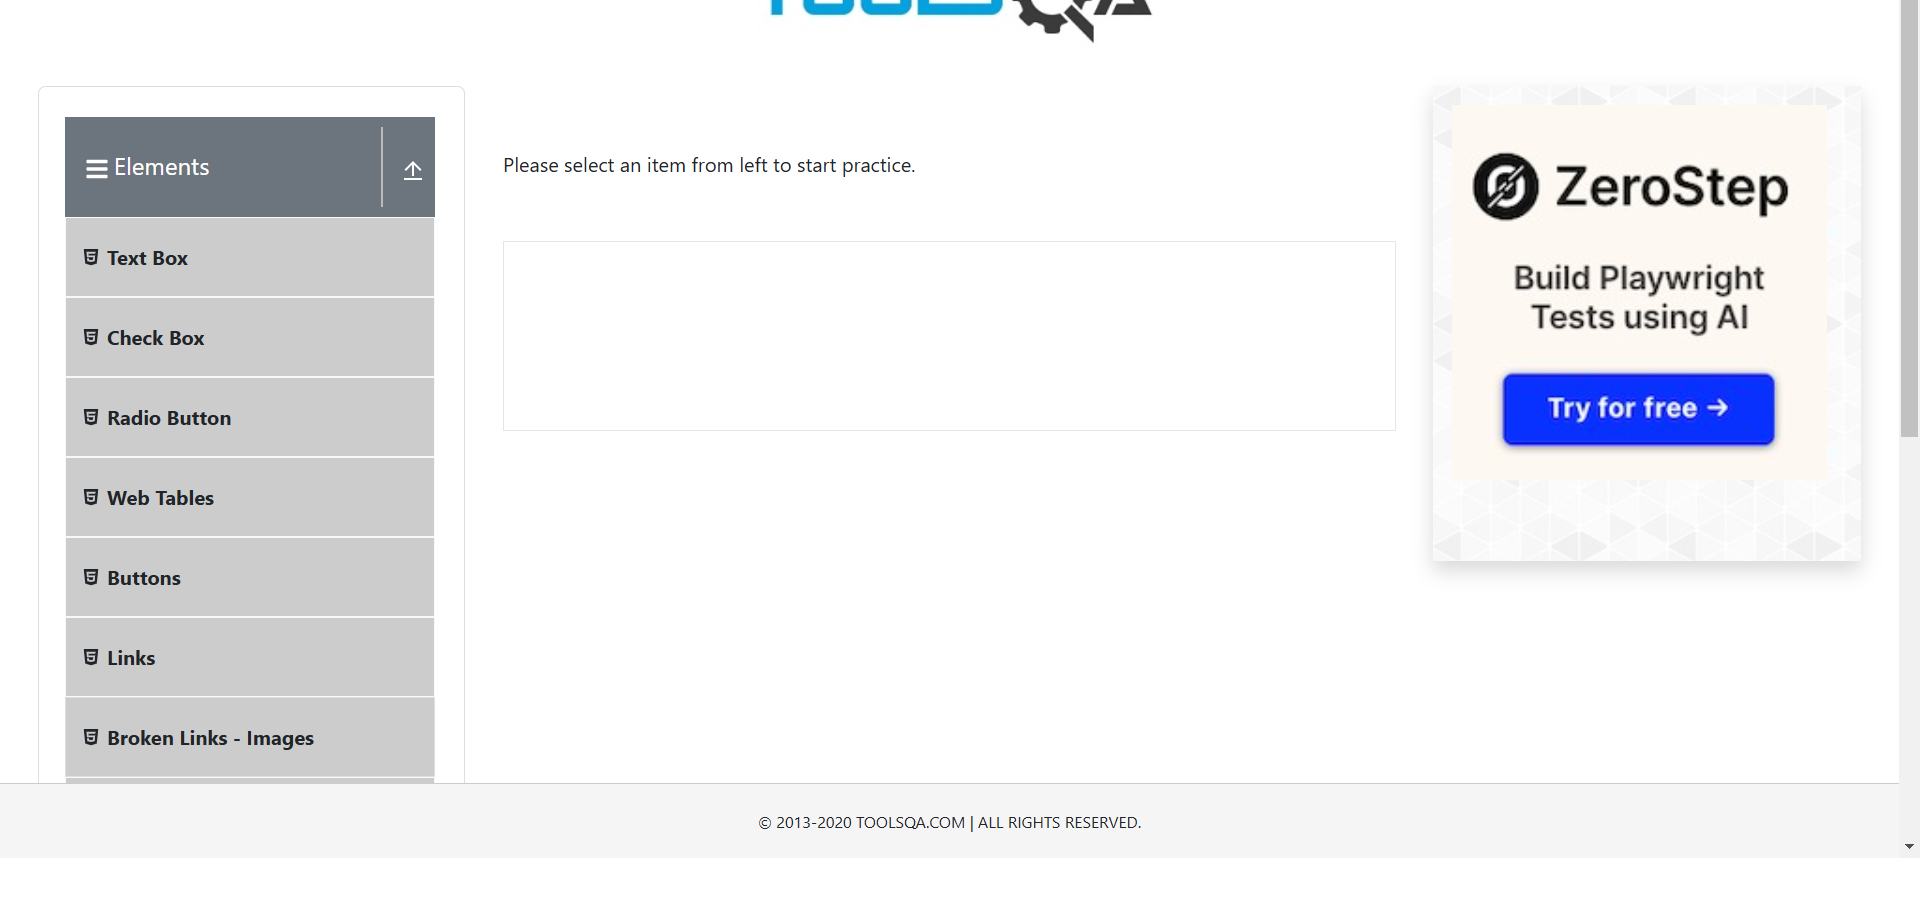 TOOLSQA
Elements
Text Box
Check Box
Radio Button
Web Tables
Buttons
Links
Broken Links - Images
Please select an item from left to start practice.
ZeroStep
Build Playwright
Tests using AI
Try for free →
© 2013-2020 TOOLSQA.COM | ALL RIGHTS RESERVED.